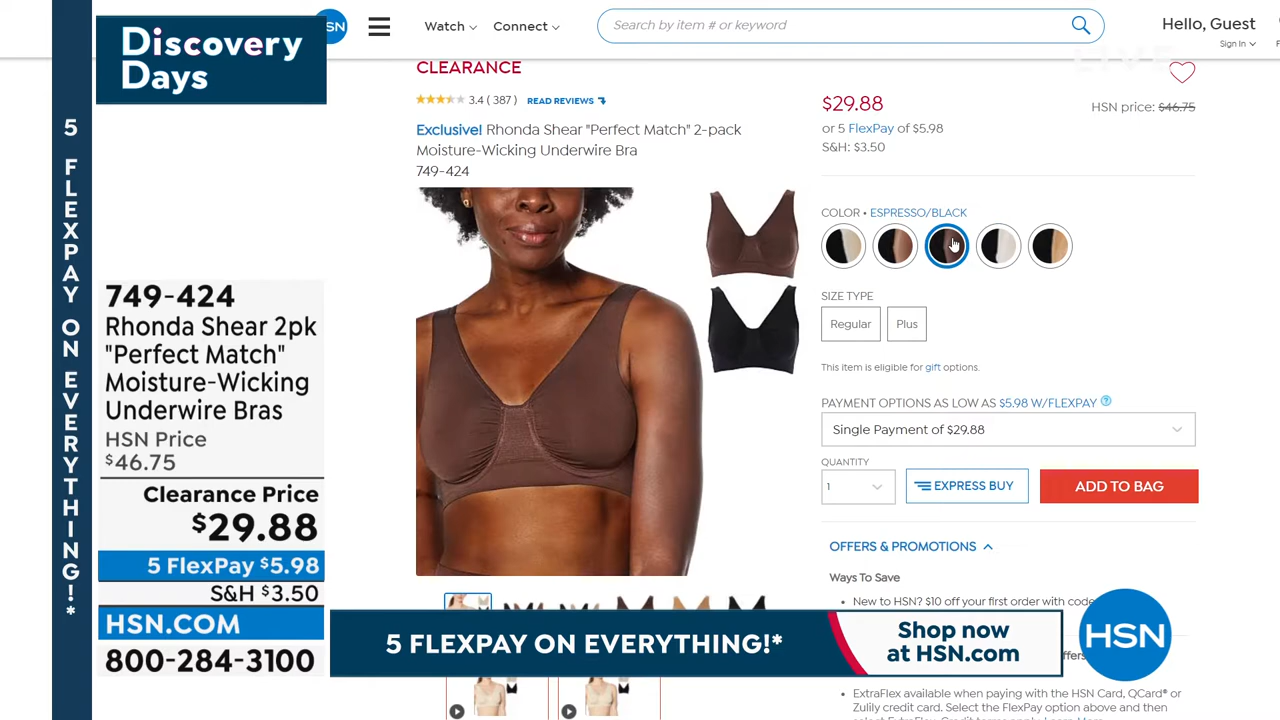 Discovery
Days
HSN
Watch
Connect
Search by item # or keyword
Hello, Guest
Sign In
LIVE
5 FLEXPAY ON EVERYTHING!*
CLEARANCE
3.4 ( 387 ) READ REVIEWS
Exclusive! Rhonda Shear "Perfect Match" 2-pack
Moisture-Wicking Underwire Bra
749-424
$29.88
HSN price: $46.75
or 5 FlexPay of $5.98
S&H: $3.50
COLOR • ESPRESSO/BLACK
SIZE TYPE
Regular
Plus
This item is eligible for gift options.
PAYMENT OPTIONS AS LOW AS $5.98 W/FLEXPAY ?
Single Payment of $29.88
QUANTITY
1
EXPRESS BUY
ADD TO BAG
OFFERS & PROMOTIONS
Ways To Save
• New to HSN? $10 off your first order with code
• ExtraFlex available when paying with the HSN Card, QCard® or
Zulily credit card. Select the FlexPay option above and then
749-424
Rhonda Shear 2pk
"Perfect Match"
Moisture-Wicking
Underwire Bras
HSN Price
$46.75
Clearance Price
$29.88
5 FlexPay $5.98
S&H $3.50
HSN.COM
800-284-3100
5 FLEXPAY ON EVERYTHING!*
Shop now
at HSN.com
HSN